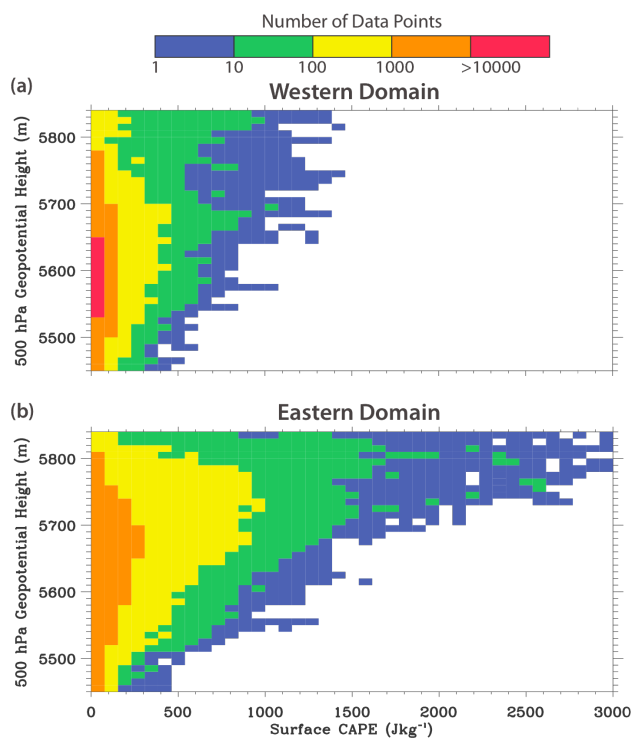 Number of Data Points
1 10 100 1000 >10000
(a)
Western Domain
500 hPa Geopotential Height (m)
5800
5700
5600
5500
(b)
Eastern Domain
500 hPa Geopotential Height (m)
5800
5700
5600
5500
0 500 1000 1500 2000 2500 3000
Surface CAPE (Jkg⁻¹)